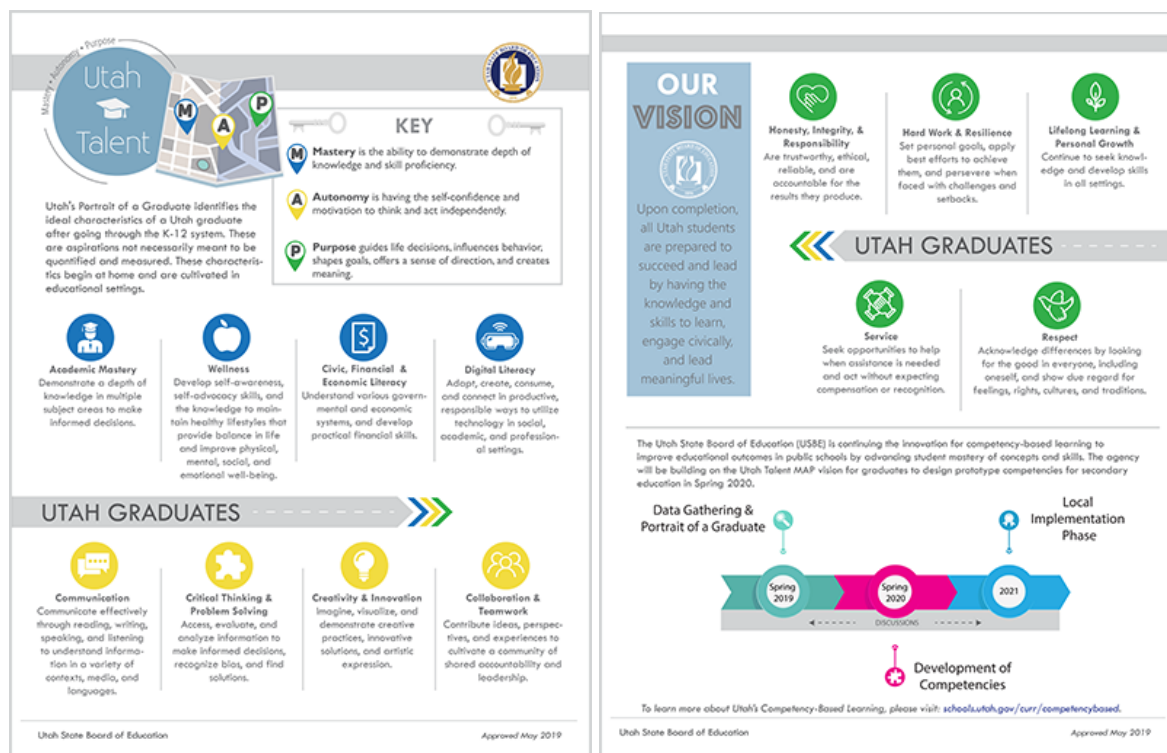 Mastery • Autonomy • Purpose
Utah
Talent
M
A
P
KEY
M
Mastery is the ability to demonstrate depth of
knowledge and skill proficiency.
A
Autonomy is having the self-confidence and
motivation to think and act independently.
P
Purpose guides life decisions, influences behavior,
shapes goals, offers a sense of direction, and creates
meaning.
Utah's Portrait of a Graduate identifies the
ideal characteristics of a Utah graduate
after going through the K-12 system. These
are aspirations not necessarily meant to be
quantified and measured. These characteris-
tics begin at home and are cultivated in
educational settings.
Academic Mastery
Demonstrate a depth of
knowledge in multiple
subject areas to make
informed decisions.
Wellness
Develop self-awareness,
self-advocacy skills, and
the knowledge to main-
tain healthy lifestyles that
provide balance in life
and improve physical,
mental, social, and
emotional well-being.
Civic, Financial &
Economic Literacy
Understand various govern-
mental and economic
systems, and develop
practical financial skills.
Digital Literacy
Adapt, create, consume,
and connect in productive,
responsible ways to utilize
technology in social,
academic, and profession-
al settings.
UTAH GRADUATES
Communication
Communicate effectively
through reading, writing,
speaking, and listening
to understand informa-
tion in a variety of
contexts, media, and
languages.
Critical Thinking &
Problem Solving
Access, evaluate, and
analyze information to
make informed decisions,
recognize bias, and find
solutions.
Creativity & Innovation
Imagine, visualize, and
demonstrate creative
practices, innovative
solutions, and artistic
expression.
Collaboration &
Teamwork
Contribute ideas, perspec-
tives, and experiences to
cultivate a community of
shared accountability and
leadership.
Utah State Board of Education
Approved May 2019
OUR
VISION
Upon completion,
all Utah students
are prepared to
succeed and lead
by having the
knowledge and
skills to learn,
engage civically,
and lead
meaningful lives.
Honesty, Integrity, &
Responsibility
Are trustworthy, ethical,
reliable, and are
accountable for the
results they produce.
Hard Work & Resilience
Set personal goals, apply
best efforts to achieve
them, and persevere when
faced with challenges and
setbacks.
Lifelong Learning &
Personal Growth
Continue to seek knowl-
edge and develop skills
in all settings.
UTAH GRADUATES
Service
Seek opportunities to help
when assistance is needed
and act without expecting
compensation or recognition.
Respect
Acknowledge differences by looking
for the good in everyone, including
oneself, and show due regard for
feelings, rights, cultures, and traditions.
The Utah State Board of Education (USBE) is continuing the innovation for competency-based learning to
improve educational outcomes in public schools by advancing student mastery of concepts and skills. The agency
will be building on the Utah Talent MAP vision for graduates to design prototype competencies for secondary
education in Spring 2020.
Data Gathering &
Portrait of a Graduate
Local
Implementation
Phase
Spring
2019
Spring
2020
2021
DISCUSSIONS
Development of
Competencies
To learn more about Utah's Competency-Based Learning, please visit: schools.utah.gov/curr/competencybased.
Utah State Board of Education
Approved May 2019